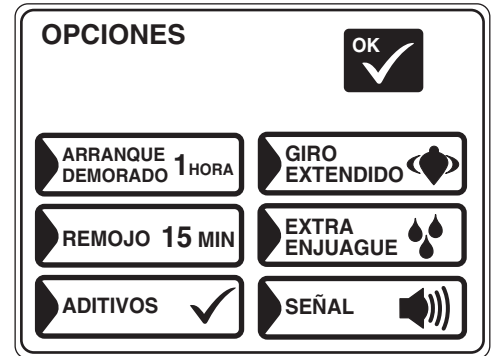 OPCIONES
OK
ARRANQUE
DEMORADO 1 HORA
GIRO
EXTENDIDO
REMOJO 15 MIN
EXTRA
ENJUAGUE
ADITIVOS
SEÑAL